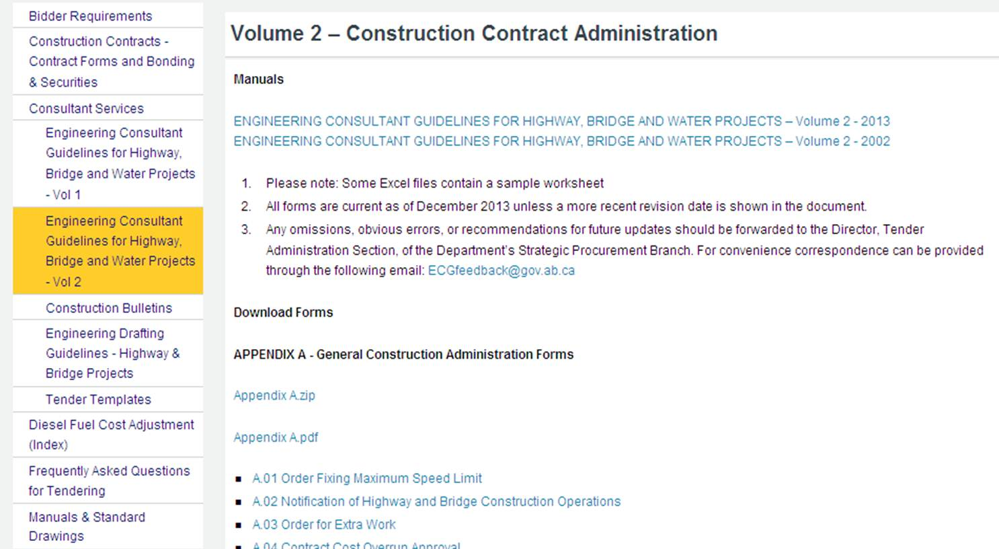 Bidder Requirements
Construction Contracts -
Contract Forms and Bonding
& Securities
Consultant Services
Engineering Consultant
Guidelines for Highway,
Bridge and Water Projects
- Vol 1
Engineering Consultant
Guidelines for Highway,
Bridge and Water Projects
- Vol 2
Construction Bulletins
Engineering Drafting
Guidelines - Highway &
Bridge Projects
Tender Templates
Diesel Fuel Cost Adjustment
(Index)
Frequently Asked Questions
for Tendering
Manuals & Standard
Drawings
Volume 2 – Construction Contract Administration
Manuals
ENGINEERING CONSULTANT GUIDELINES FOR HIGHWAY, BRIDGE AND WATER PROJECTS – Volume 2 - 2013
ENGINEERING CONSULTANT GUIDELINES FOR HIGHWAY, BRIDGE AND WATER PROJECTS – Volume 2 - 2002
1. Please note: Some Excel files contain a sample worksheet
2. All forms are current as of December 2013 unless a more recent revision date is shown in the document.
3. Any omissions, obvious errors, or recommendations for future updates should be forwarded to the Director, Tender
Administration Section, of the Department's Strategic Procurement Branch. For convenience correspondence can be provided
through the following email: ECGfeedback@gov.ab.ca
Download Forms
APPENDIX A - General Construction Administration Forms
Appendix A.zip
Appendix A.pdf
▪ A.01 Order Fixing Maximum Speed Limit
▪ A.02 Notification of Highway and Bridge Construction Operations
▪ A.03 Order for Extra Work
▪ A.04 Contract Cost Overrun Approval